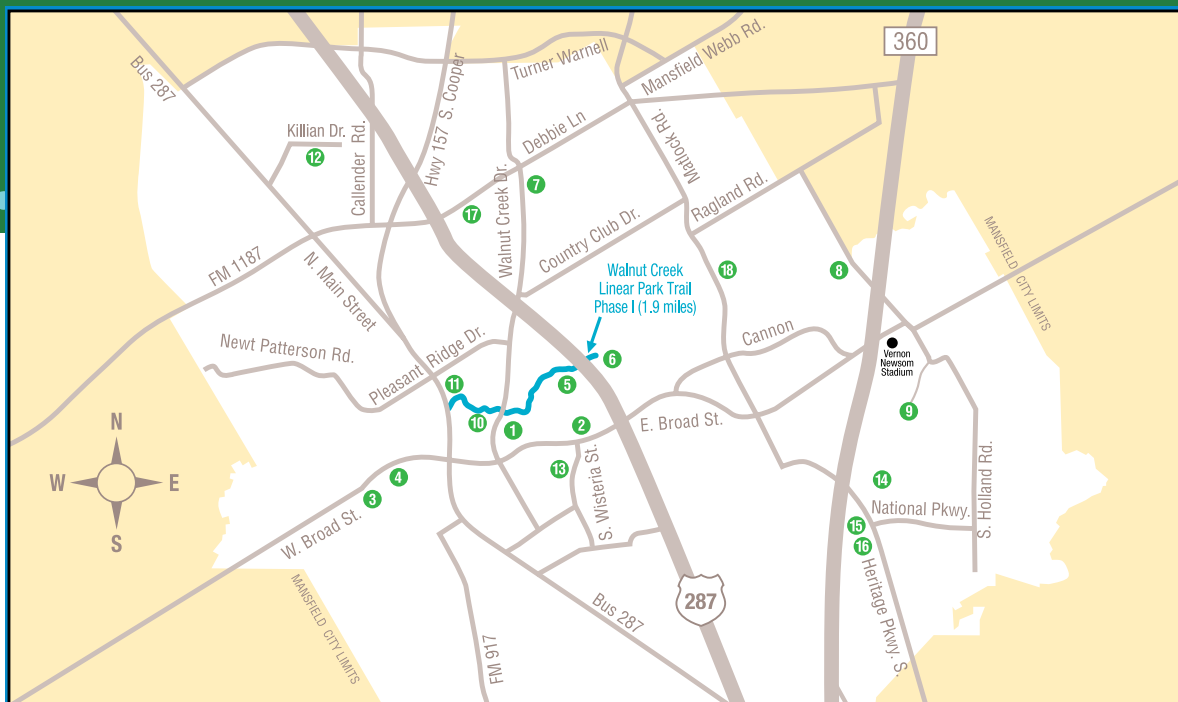 360
Bus 287
Turner Warnell
Mansfield Webb Rd.
Killian Dr.
12
Callender Rd.
Hwy 157 S. Cooper
Debbie Ln
Matlock Rd.
7
17
Walnut Creek Dr.
Country Club Dr.
Ragland Rd.
MANSFIELD CITY LIMITS
FM 1187
N. Main Street
Walnut Creek
Linear Park Trail
Phase I (1.9 miles)
18
8
Newt Patterson Rd.
Pleasant Ridge Dr.
Cannon
Vernon
Newsom
Stadium
6
5
11
10
1
2
E. Broad St.
9
N
W
E
S
4
3
13
W. Broad St.
S. Wisteria St.
14
National Pkwy.
S. Holland Rd.
15
16
Heritage Pkwy. S.
MANSFIELD CITY LIMITS
FM 917
Bus 287
287